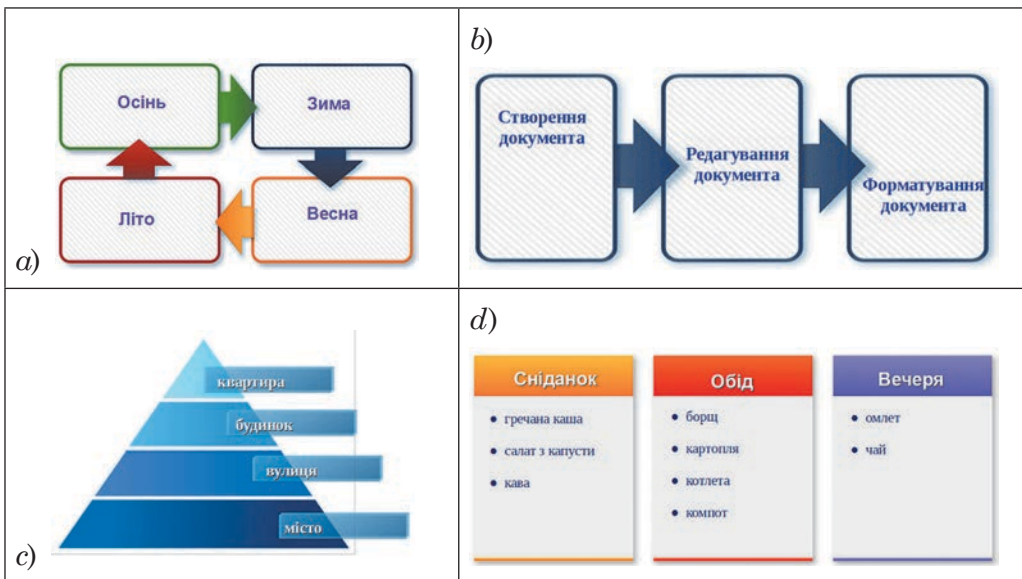 a)
Осінь
Зима
Весна
Літо
b)
Створення
документа
Редагування
документа
Форматування
документа
c)
квартира
будинок
вулиця
місто
d)
Сніданок
• гречана каша
• салат з капусти
• кава
Обід
• борщ
• картопля
• котлета
• компот
Вечеря
• омлет
• чай